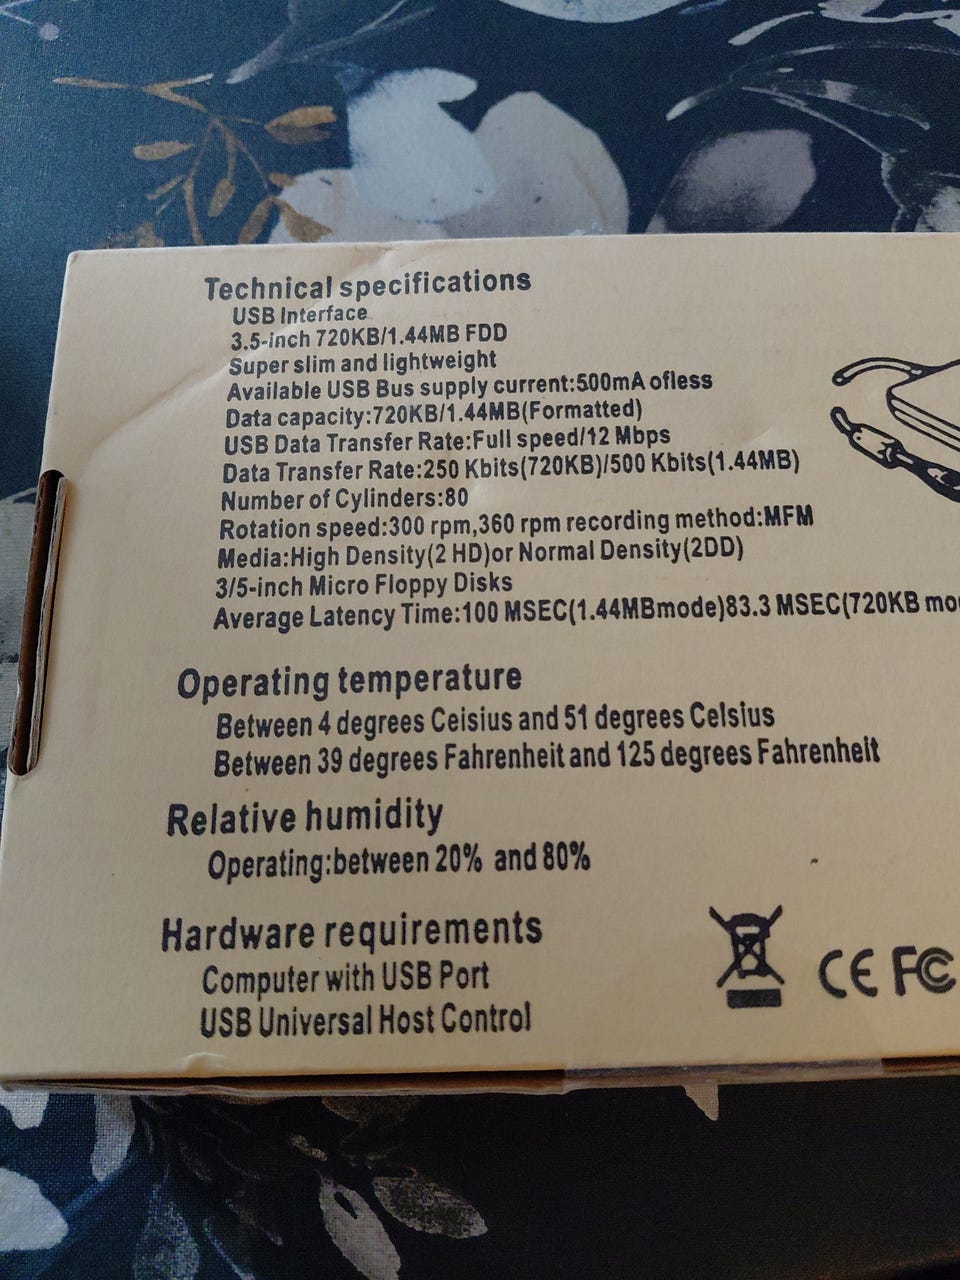 Technical specifications
USB Interface
3.5-inch 720KB/1.44MB FDD
Super slim and lightweight
Available USB Bus supply current:500mA ofless
Data capacity:720KB/1.44MB(Formatted)
USB Data Transfer Rate:Full speed/12 Mbps
Data Transfer Rate:250 Kbits(720KB)/500 Kbits(1.44MB)
Number of Cylinders:80
Rotation speed:300 rpm,360 rpm recording method:MFM
Media:High Density(2 HD)or Normal Density(2DD)
3/5-inch Micro Floppy Disks
Average Latency Time:100 MSEC(1.44MBmode)83.3 MSEC(720KB mo
Operating temperature
Between 4 degrees Ceisius and 51 degrees Celsius
Between 39 degrees Fahrenheit and 125 degrees Fahrenheit
Relative humidity
Operating:between 20% and 80%
Hardware requirements
Computer with USB Port
USB Universal Host Control
CE FC